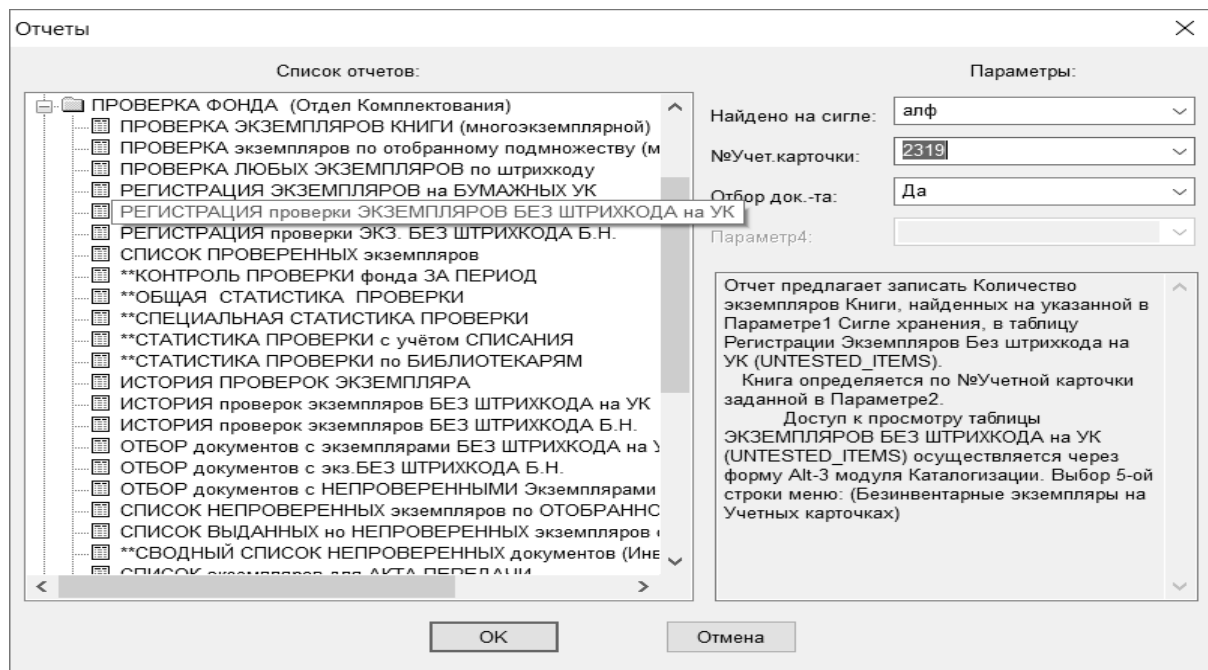 Отчеты
Список отчетов:
ПРОВЕРКА ФОНДА (Отдел Комплектования)
ПРОВЕРКА ЭКЗЕМПЛЯРОВ КНИГИ (многоэкземплярной)
ПРОВЕРКА экземпляров по отобранному подмножеству (м
ПРОВЕРКА ЛЮБЫХ ЭКЗЕМПЛЯРОВ по штрихкоду
РЕГИСТРАЦИЯ ЭКЗЕМПЛЯРОВ на БУМАЖНЫХ УК
РЕГИСТРАЦИЯ проверки ЭКЗЕМПЛЯРОВ БЕЗ ШТРИХКОДА на УК
РЕГИСТРАЦИЯ проверки ЭКЗ. БЕЗ ШТРИХКОДА Б.Н.
СПИСОК ПРОВЕРЕННЫХ экземпляров
**КОНТРОЛЬ ПРОВЕРКИ фонда ЗА ПЕРИОД
**ОБЩАЯ СТАТИСТИКА ПРОВЕРКИ
**СПЕЦИАЛЬНАЯ СТАТИСТИКА ПРОВЕРКИ
**СТАТИСТИКА ПРОВЕРКИ с учётом СПИСАНИЯ
**СТАТИСТИКА ПРОВЕРКИ по БИБЛИОТЕКАРЯМ
ИСТОРИЯ ПРОВЕРОК ЭКЗЕМПЛЯРА
ИСТОРИЯ проверок экземпляров БЕЗ ШТРИХКОДА на УК
ИСТОРИЯ проверок экземпляров БЕЗ ШТРИХКОДА Б.Н.
ОТБОР документов с экземплярами БЕЗ ШТРИХКОДА на У
ОТБОР документов с экз.БЕЗ ШТРИХКОДА Б.Н.
ОТБОР документов с НЕПРОВЕРЕННЫМИ Экземплярами
СПИСОК НЕПРОВЕРЕННЫХ экземпляров по ОТОБРАННО
СПИСОК ВЫДАННЫХ но НЕПРОВЕРЕННЫХ экземпляров
**СВОДНЫЙ СПИСОК НЕПРОВЕРЕННЫХ документов (Инв
СПИСОК экземпляров для АКТА ПЕРЕДАЧИ
Параметры:
Найдено на сигле: алф
№Учет.карточки: 2319
Отбор док.-та: Да
Параметр4:
Отчет предлагает записать Количество
экземпляров Книги, найденных на указанной в
Параметре1 Сигле хранения, в таблицу
Регистрации Экземпляров Без штрихкода на
УК (UNTESTED_ITEMS).
Книга определяется по №Учетной карточки
заданной в Параметре2.
Доступ к просмотру таблицы
ЭКЗЕМПЛЯРОВ БЕЗ ШТРИХКОДА на УК
(UNTESTED_ITEMS) осуществляется через
форму Alt-3 модуля Каталогизации. Выбор 5-ой
строки меню: (Безинвентарные экземпляры на
Учетных карточках)
OK
Отмена